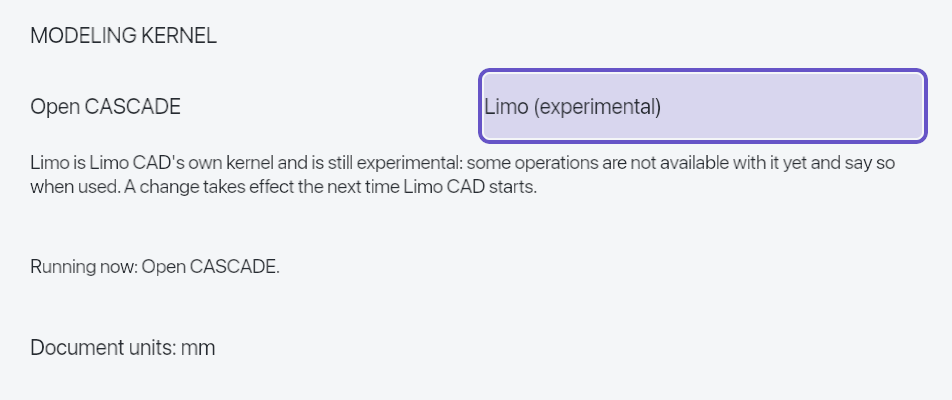 MODELING KERNEL
Open CASCADE
Limo (experimental)
Limo is Limo CAD's own kernel and is still experimental: some operations are not available with it yet and say so
when used. A change takes effect the next time Limo CAD starts.
Running now: Open CASCADE.
Document units: mm